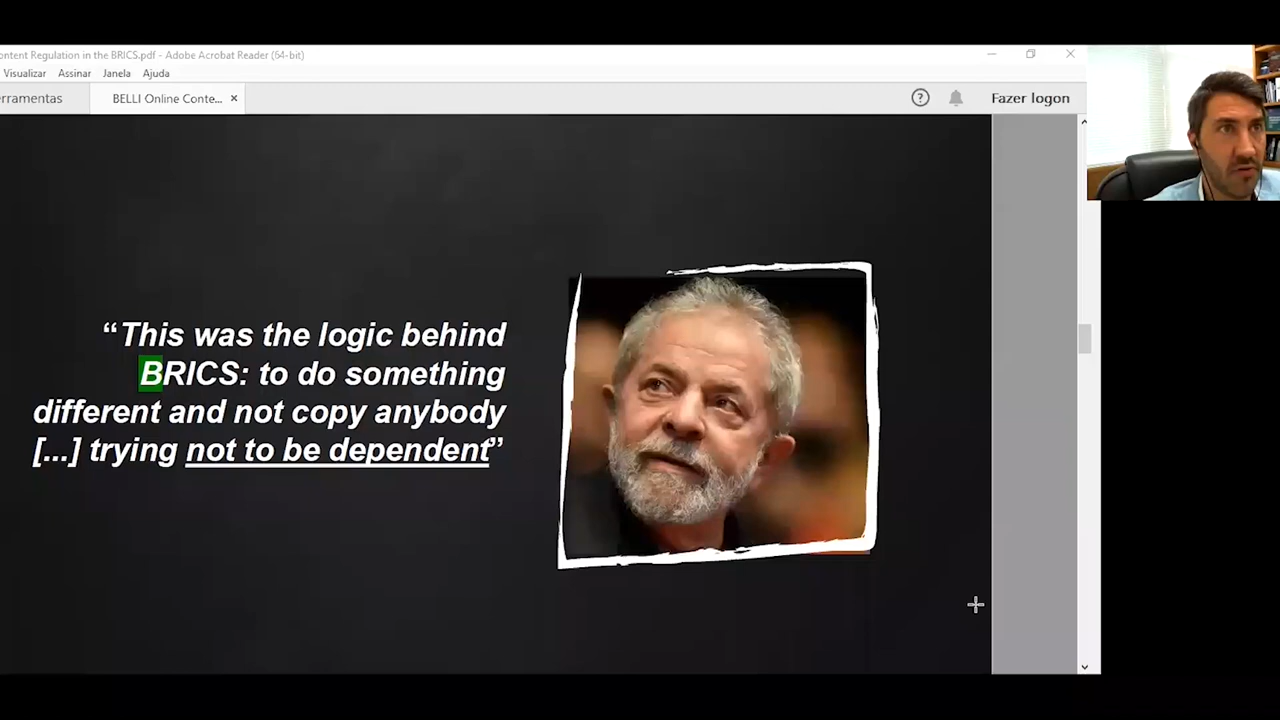 ontent Regulation in the BRICS.pdf - Adobe Acrobat Reader (64-bit)
Visualizar Assinar Janela Ajuda
erramentas BELLI Online Conte... × ? Fazer logon
“This was the logic behind
BRICS: to do something
different and not copy anybody
[...] trying not to be dependent”